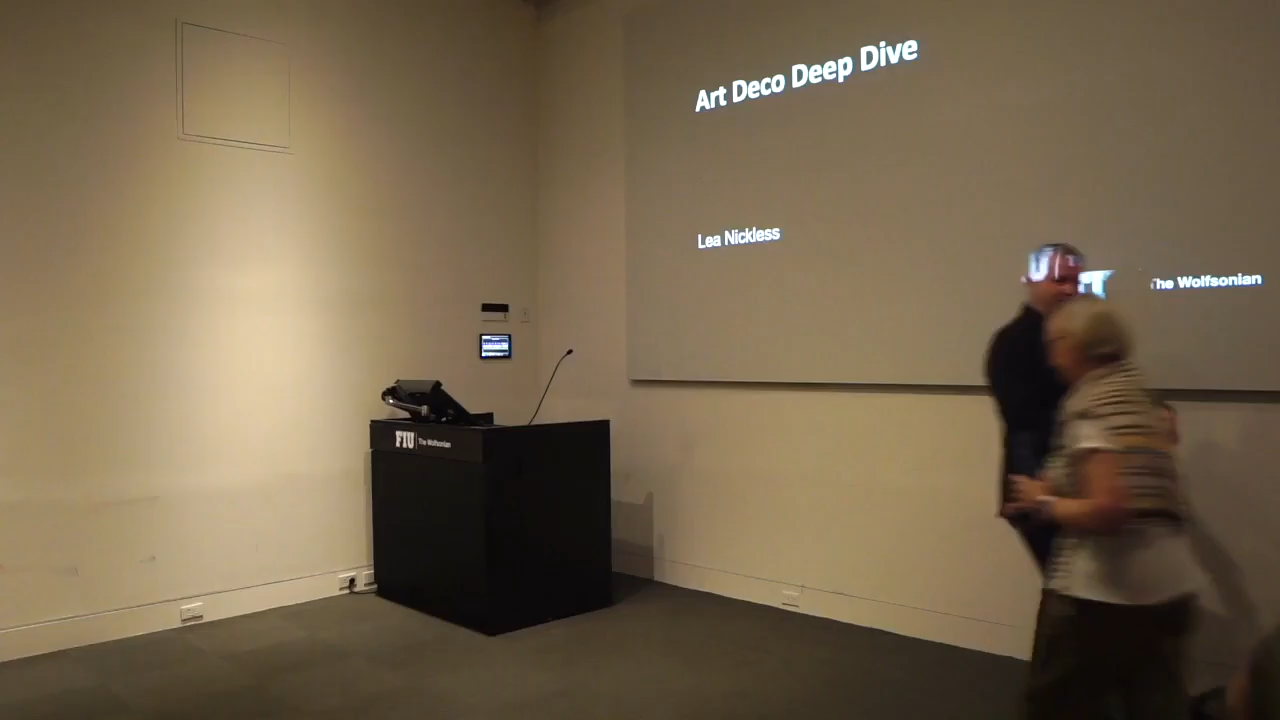 Art Deco Deep Dive
Lea Nickless
The Wolfsonian
FIU The Wolfsonian